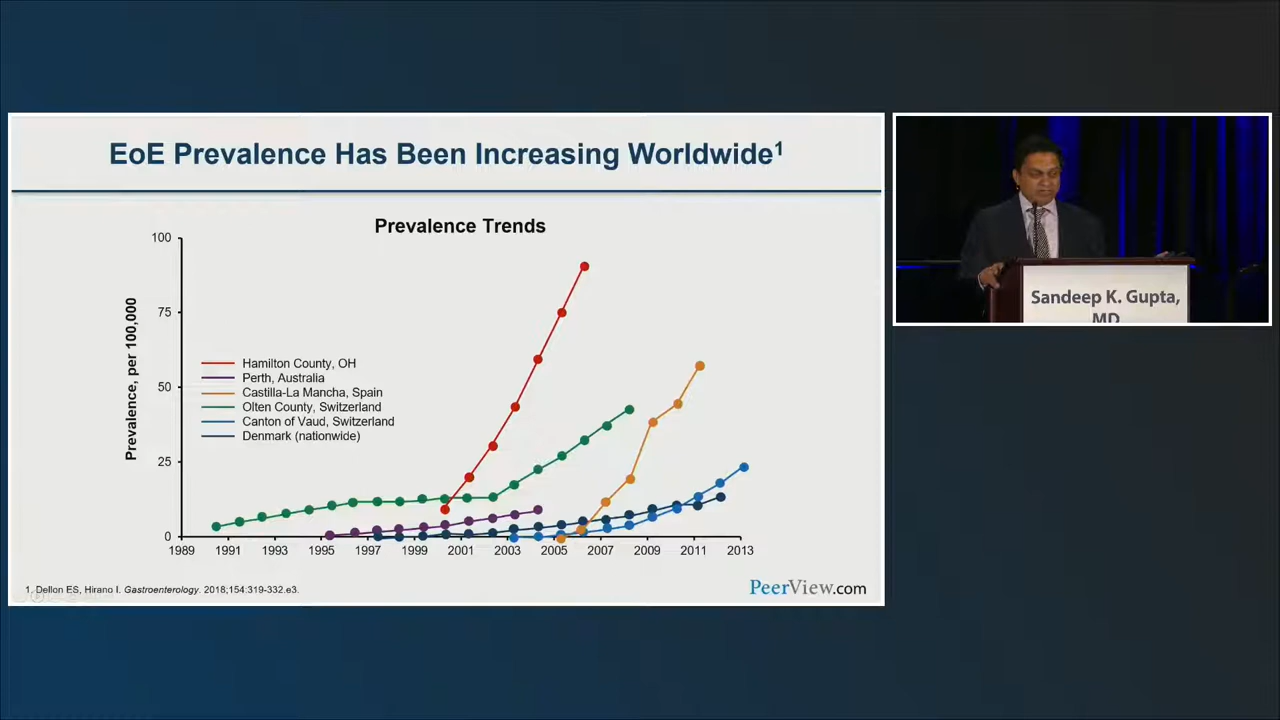 EoE Prevalence Has Been Increasing Worldwide1
Prevalence Trends
Prevalence, per 100,000
100
75
50
25
0
Hamilton County, OH
Perth, Australia
Castilla-La Mancha, Spain
Olten County, Switzerland
Canton of Vaud, Switzerland
Denmark (nationwide)
1989 1991 1993 1995 1997 1999 2001 2003 2005 2007 2009 2011 2013
1. Dellon ES, Hirano I. Gastroenterology. 2018;154:319-332.e3.
PeerView.com
Sandeep K. Gupta,
MD